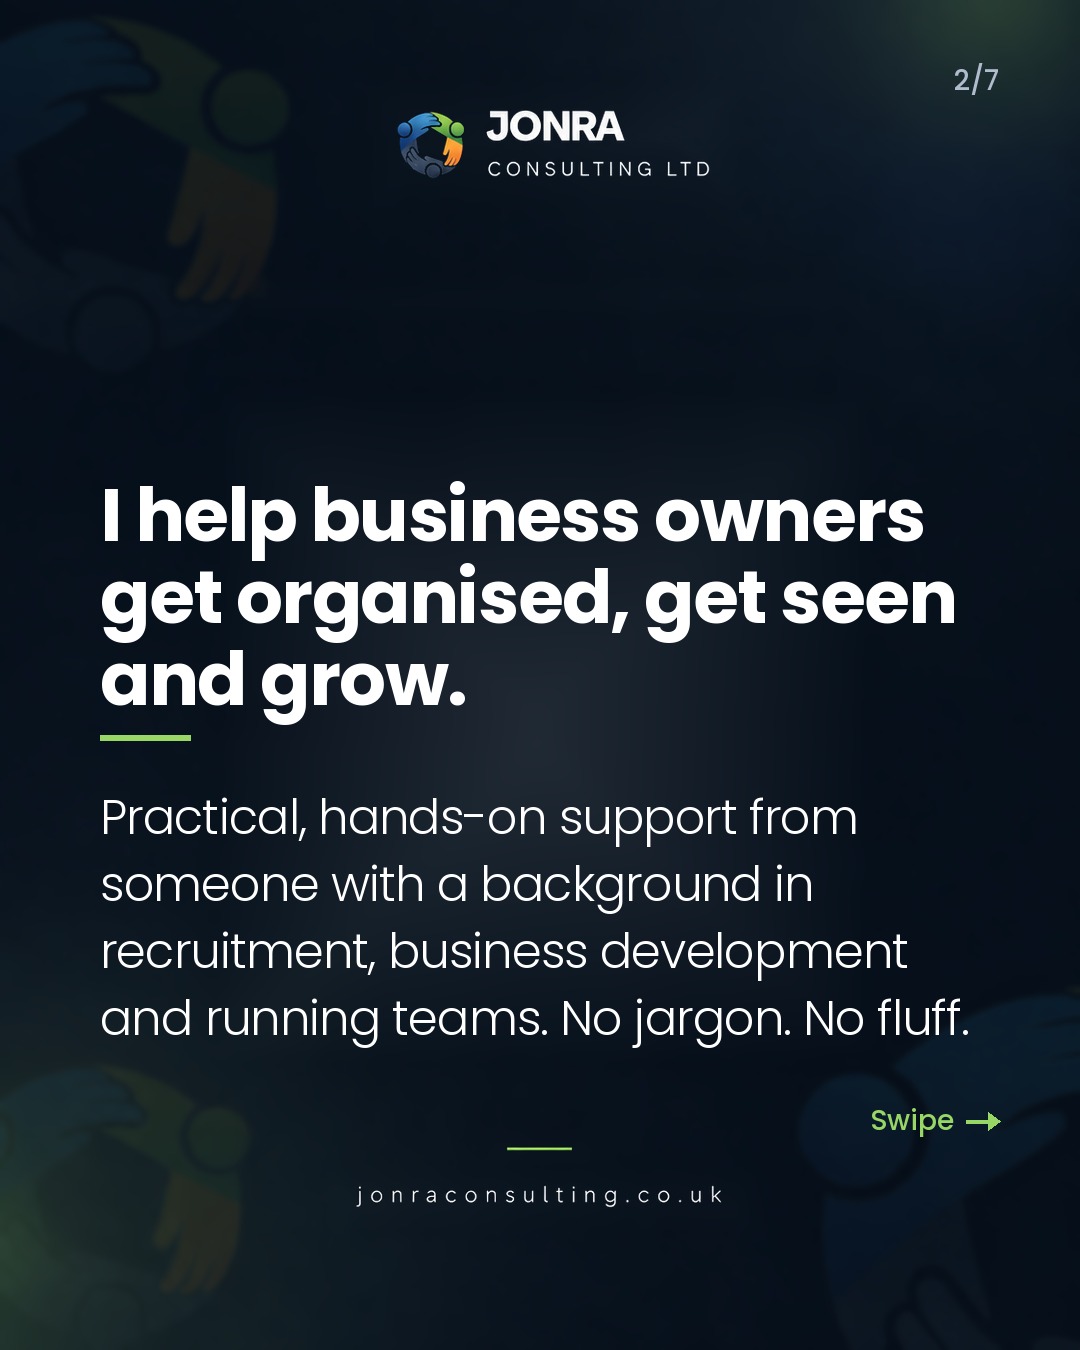 2/7
JONRA
CONSULTING LTD
I help business owners
get organised, get seen
and grow.
Practical, hands-on support from
someone with a background in
recruitment, business development
and running teams. No jargon. No fluff.
Swipe →
jonraconsulting.co.uk